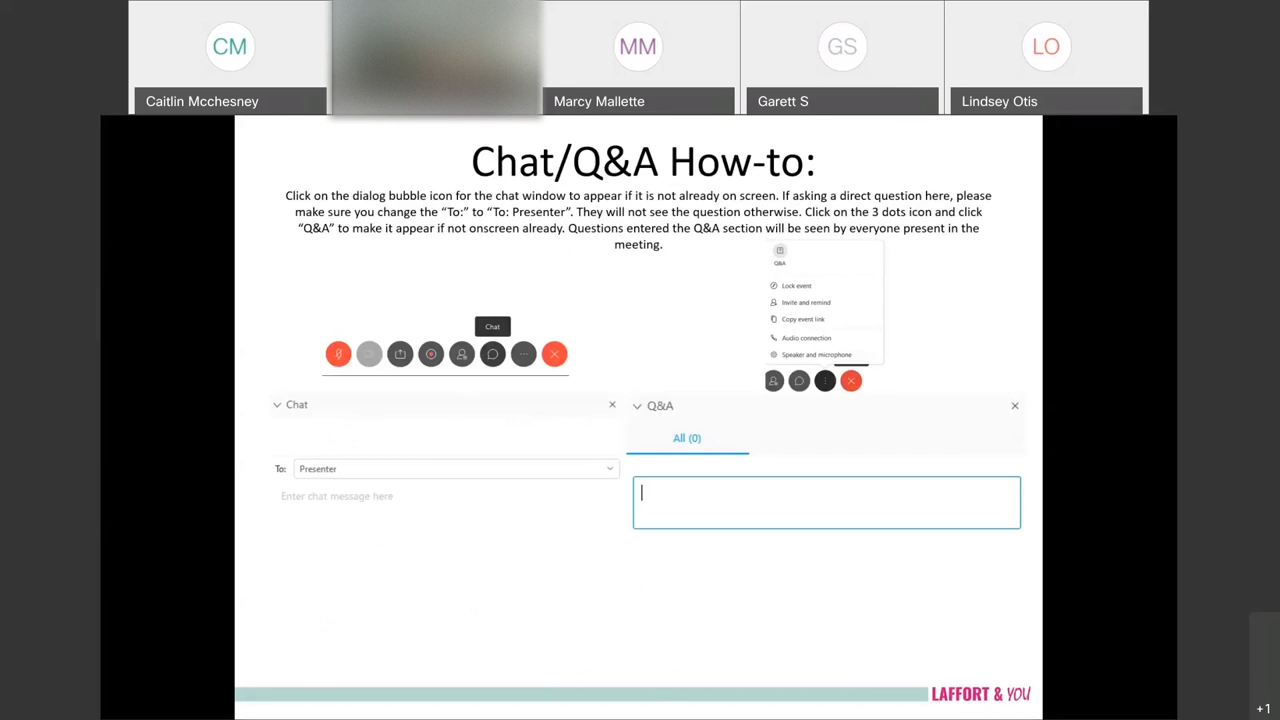 CM
MM
GS
LO
Caitlin Mcchesney
Marcy Mallette
Garett S
Lindsey Otis
Chat/Q&A How-to:
Click on the dialog bubble icon for the chat window to appear if it is not already on screen. If asking a direct question here, please
make sure you change the “To:” to “To: Presenter”. They will not see the question otherwise. Click on the 3 dots icon and click
“Q&A” to make it appear if not onscreen already. Questions entered the Q&A section will be seen by everyone present in the
meeting.
Q&A
Lock event
Invite and remind
Copy event link
Audio connection
Speaker and microphone
Chat
Chat
To: Presenter
Enter chat message here
Q&A
All (0)
LAFFORT & YOU
+1